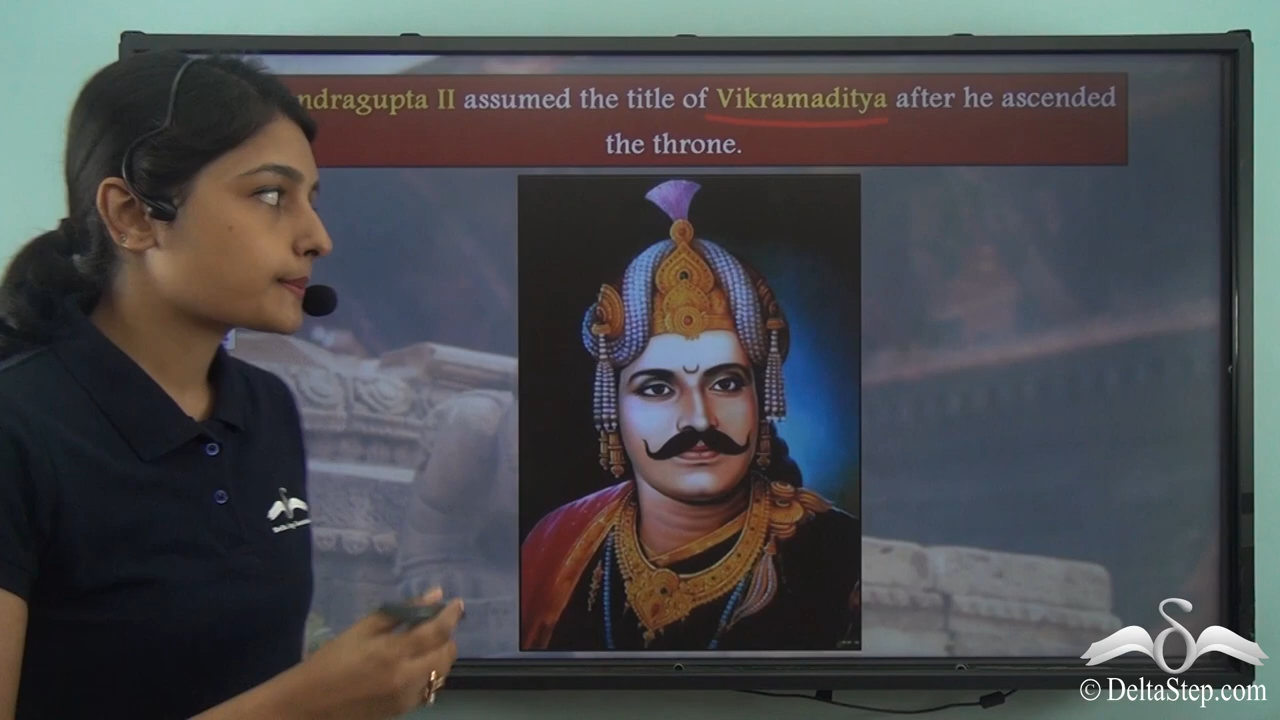 ndragupta II assumed the title of Vikramaditya after he ascended
the throne.
© DeltaStep.com